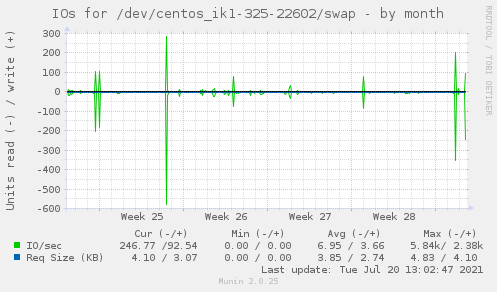 IOs for /dev/centos_ik1-325-22602/swap - by month
RRDTOOL / TOBI OETIKER
Units read (-) / write (+)
300
200
100
0
-100
-200
-300
-400
-500
-600
Week 25 Week 26 Week 27 Week 28
Cur (-/+) Min (-/+) Avg (-/+) Max (-/+)
IO/sec 246.77 /92.54 0.00 / 0.00 6.95 / 3.66 5.84k/ 2.38k
Req Size (KB) 4.10 / 3.07 0.00 / 0.00 3.85 / 2.74 4.83 / 4.10
Last update: Tue Jul 20 13:02:47 2021
Munin 2.0.25